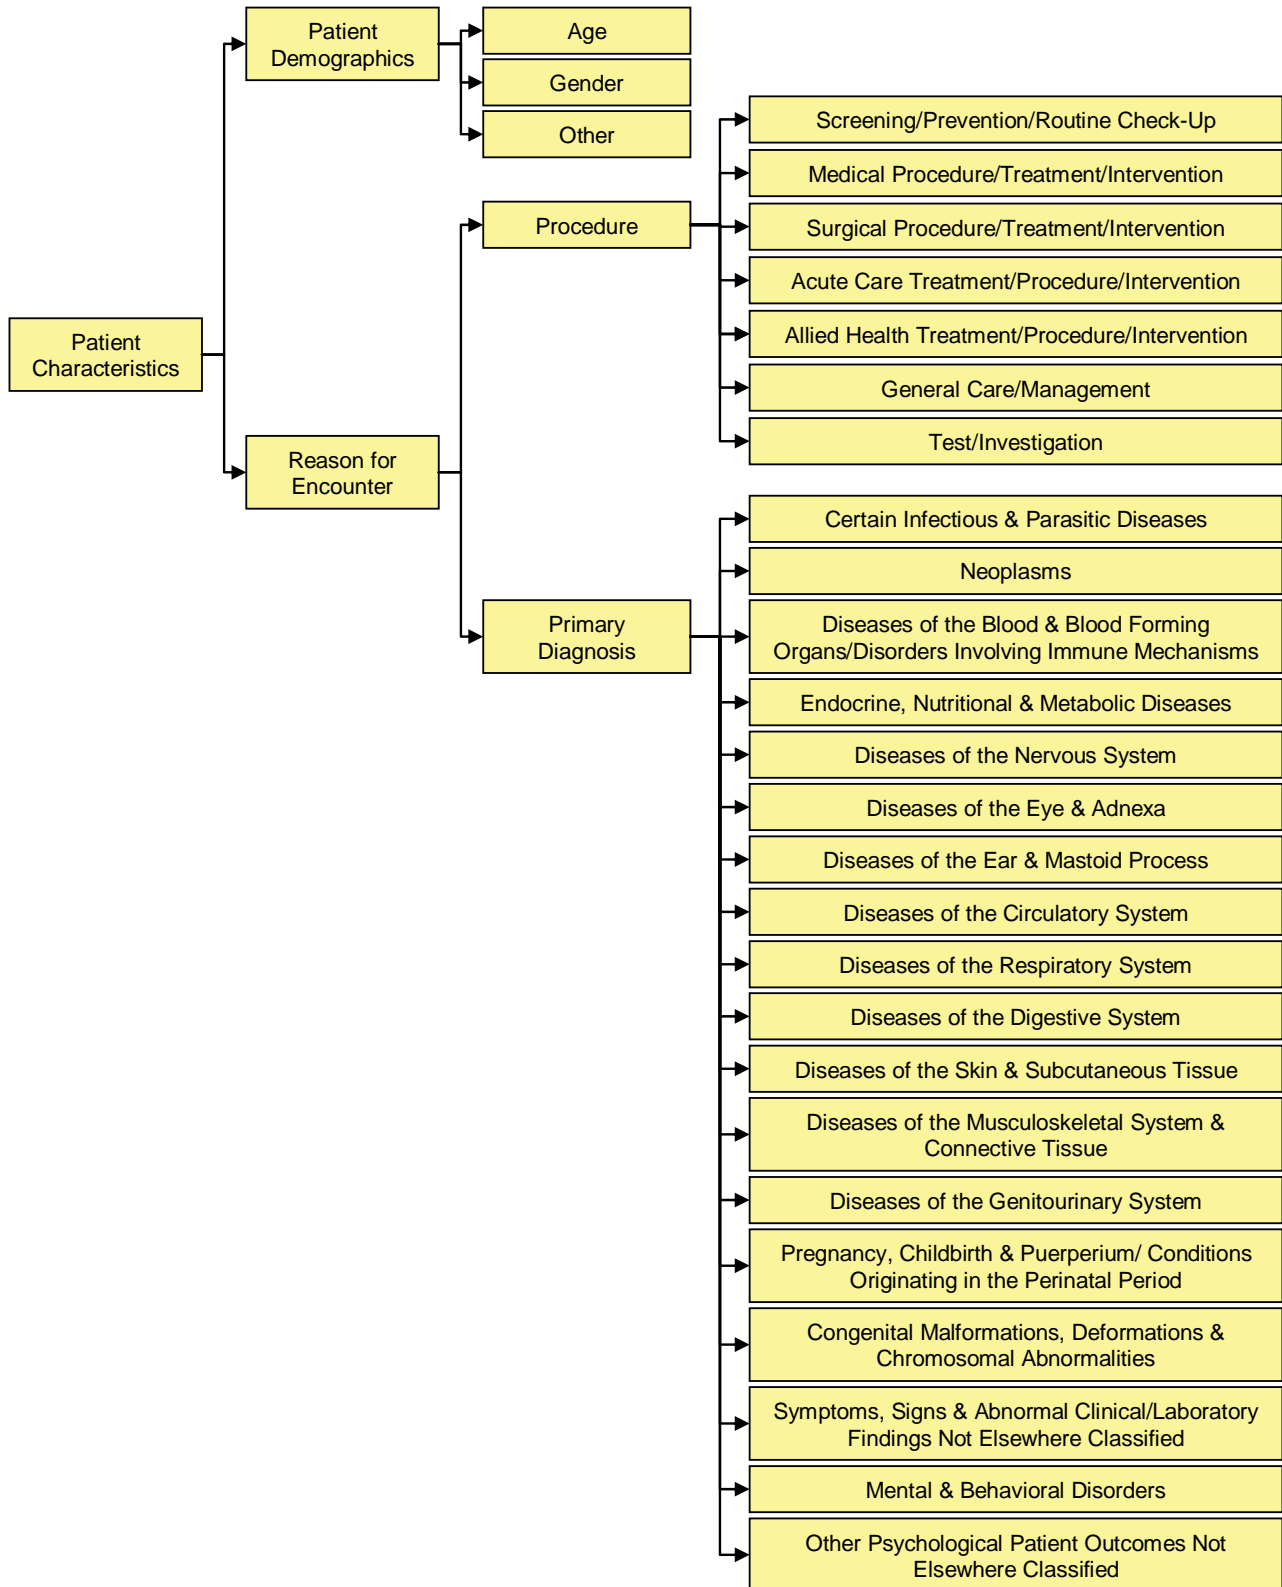 Patient
Demographics
Age
Gender
Other
Screening/Prevention/Routine Check-Up
Medical Procedure/Treatment/Intervention
Procedure
Surgical Procedure/Treatment/Intervention
Acute Care Treatment/Procedure/Intervention
Patient
Characteristics
Allied Health Treatment/Procedure/Intervention
General Care/Management
Reason for
Encounter
Test/Investigation
Certain Infectious & Parasitic Diseases
Neoplasms
Primary
Diagnosis
Diseases of the Blood & Blood Forming
Organs/Disorders Involving Immune Mechanisms
Endocrine, Nutritional & Metabolic Diseases
Diseases of the Nervous System
Diseases of the Eye & Adnexa
Diseases of the Ear & Mastoid Process
Diseases of the Circulatory System
Diseases of the Respiratory System
Diseases of the Digestive System
Diseases of the Skin & Subcutaneous Tissue
Diseases of the Musculoskeletal System &
Connective Tissue
Diseases of the Genitourinary System
Pregnancy, Childbirth & Puerperium/ Conditions
Originating in the Perinatal Period
Congenital Malformations, Deformations &
Chromosomal Abnormalities
Symptoms, Signs & Abnormal Clinical/Laboratory
Findings Not Elsewhere Classified
Mental & Behavioral Disorders
Other Psychological Patient Outcomes Not
Elsewhere Classified